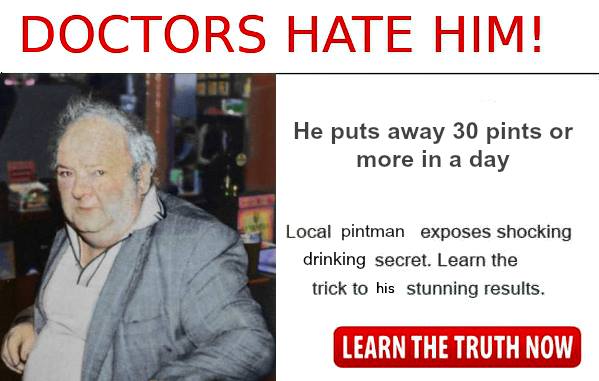 DOCTORS HATE HIM!
He puts away 30 pints or
more in a day
Local pintman exposes shocking
drinking secret. Learn the
trick to his stunning results.
LEARN THE TRUTH NOW